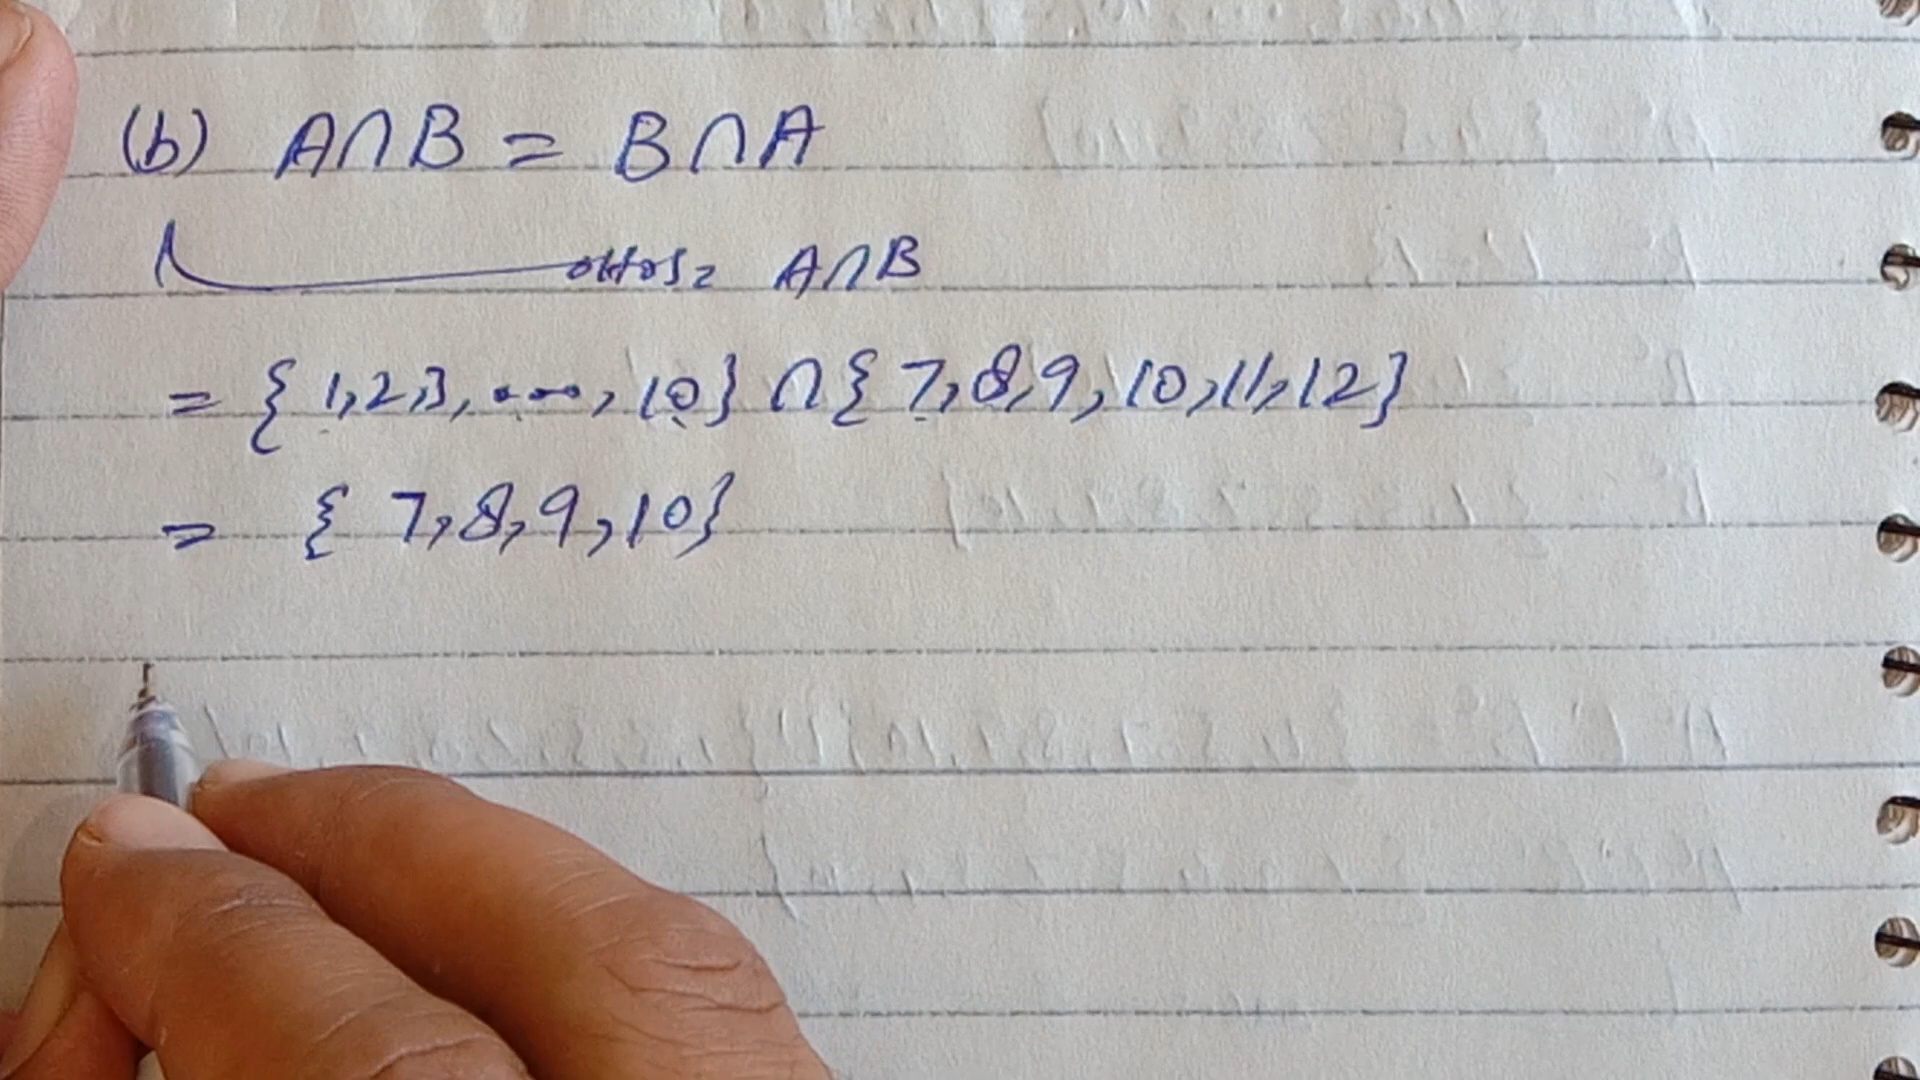 (b) A∩B = B∩A
A∩B
= {1,2,3, ...., 10} ∩ {7,8,9,10,11,12}
= {7,8,9,10}